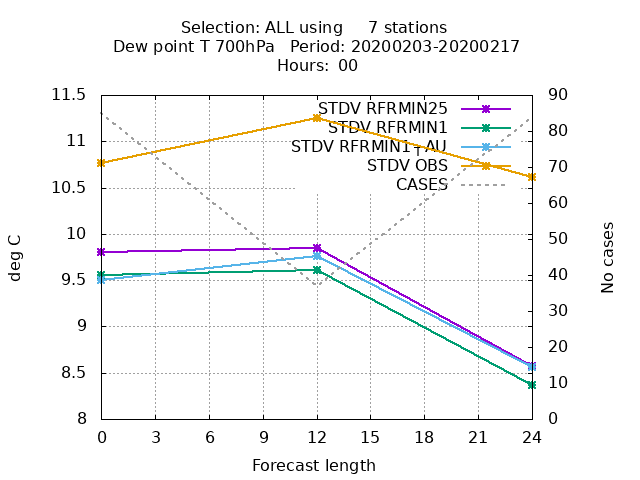 Selection: ALL using     7 stations
Dew point T 700hPa   Period: 20200203-20200217
Hours:  00
11.5
11
10.5
10
9.5
9
8.5
8
90
80
70
60
50
40
30
20
10
0
STDV RFRMIN25
STDV RFRMIN1
STDV RFRMIN1+AU
STDV OBS
CASES
deg C
No cases
0 3 6 9 12 15 18 21 24
Forecast length